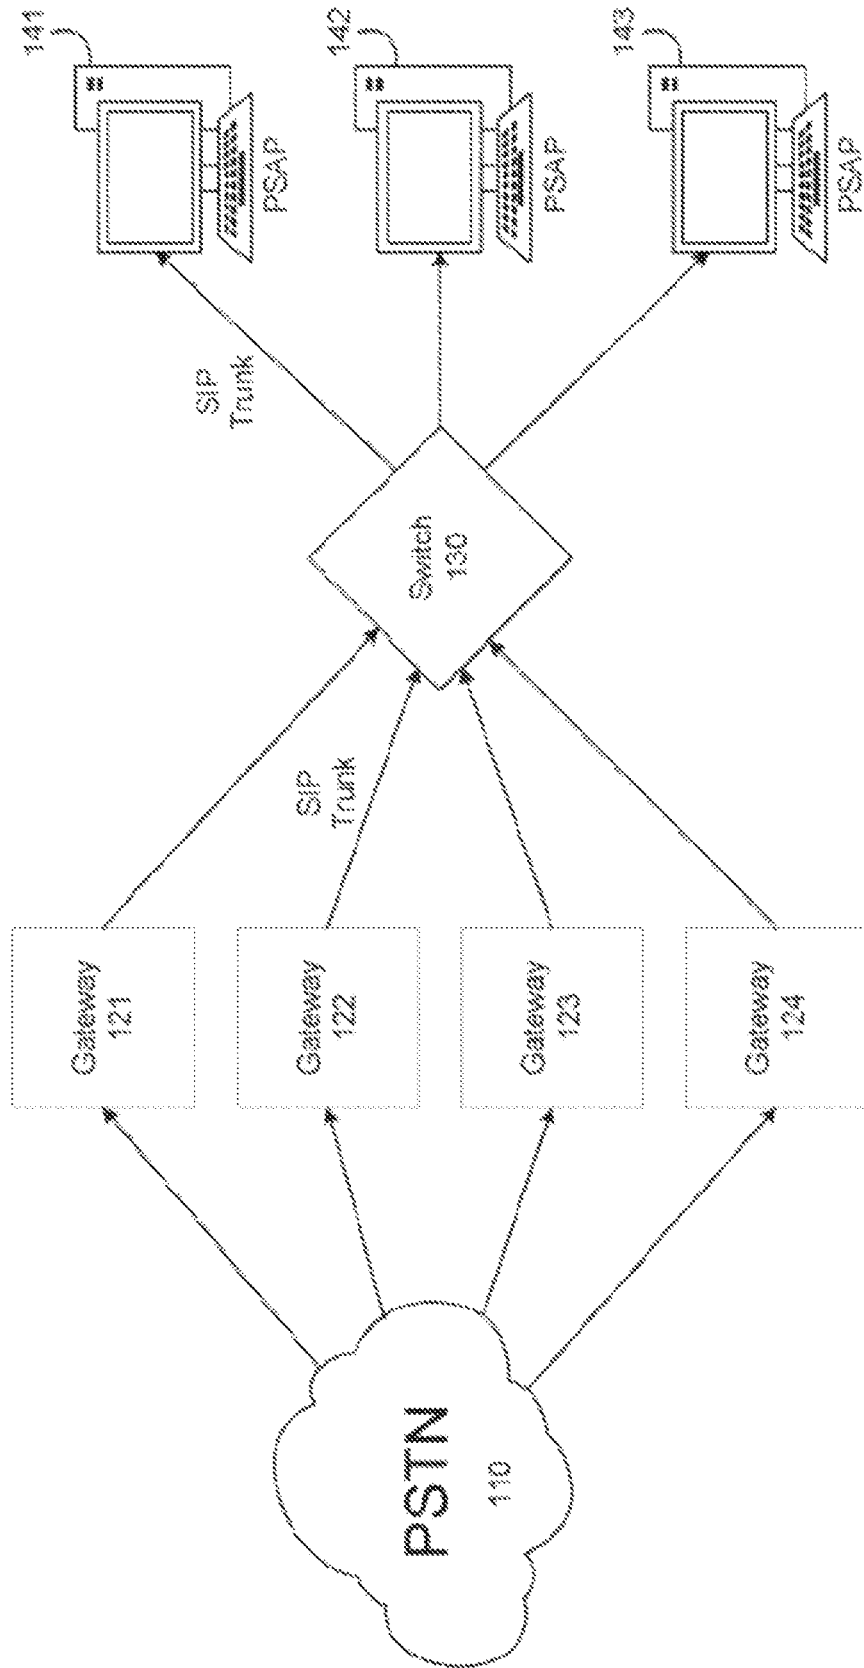 PSTN
110
Gateway
121
Gateway
122
Gateway
123
Gateway
124
SIP
Trunk
Switch
130
SIP
Trunk
141
PSAP
142
PSAP
143
PSAP